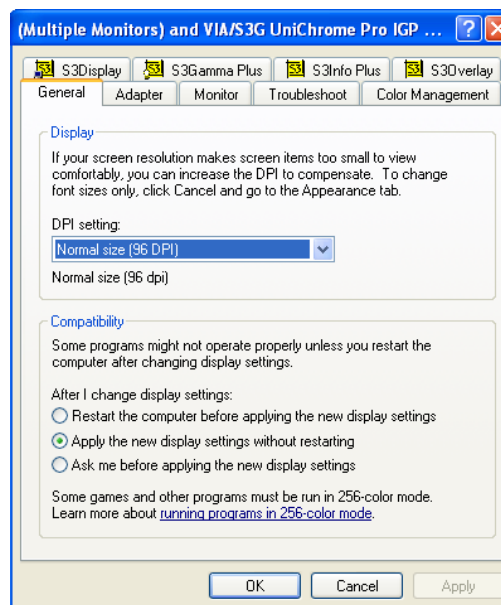 (Multiple Monitors) and VIA/S3G UniChrome Pro IGP ...
S3 S3Display
S3 S3Gamma Plus
S3 S3Info Plus
S3 S3Overlay
General
Adapter
Monitor
Troubleshoot
Color Management
Display
If your screen resolution makes screen items too small to view
comfortably, you can increase the DPI to compensate. To change
font sizes only, click Cancel and go to the Appearance tab.
DPI setting:
Normal size (96 DPI)
Normal size (96 dpi)
Compatibility
Some programs might not operate properly unless you restart the
computer after changing display settings.
After I change display settings:
Restart the computer before applying the new display settings
Apply the new display settings without restarting
Ask me before applying the new display settings
Some games and other programs must be run in 256-color mode.
Learn more about running programs in 256-color mode.
OK
Cancel
Apply